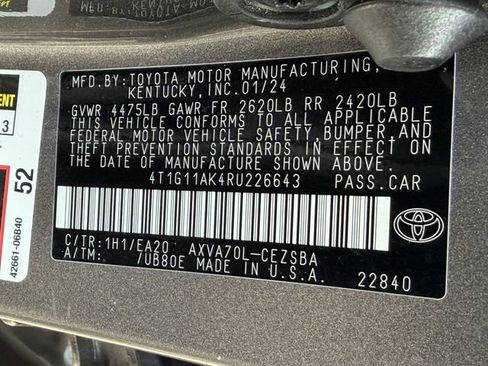 MFD.BY:TOYOTA MOTOR MANUFACTURING,
KENTUCKY, INC.01/24
GVWR 4475LB GAWR FR 2620LB RR 2420LB
THIS VEHICLE CONFORMS TO ALL APPLICABLE
FEDERAL MOTOR VEHICLE SAFETY, BUMPER, AND
THEFT PREVENTION STANDARDS IN EFFECT ON
THE DATE OF MANUFACTURE SHOWN ABOVE.
4T1G11AK4RU226643 PASS.CAR
C/TR:1H1/EA20 AXVA70L-CEZSBA
A/TM: /UB80E MADE IN U.S.A.
22840
TOYOTA
52
42661-06B40